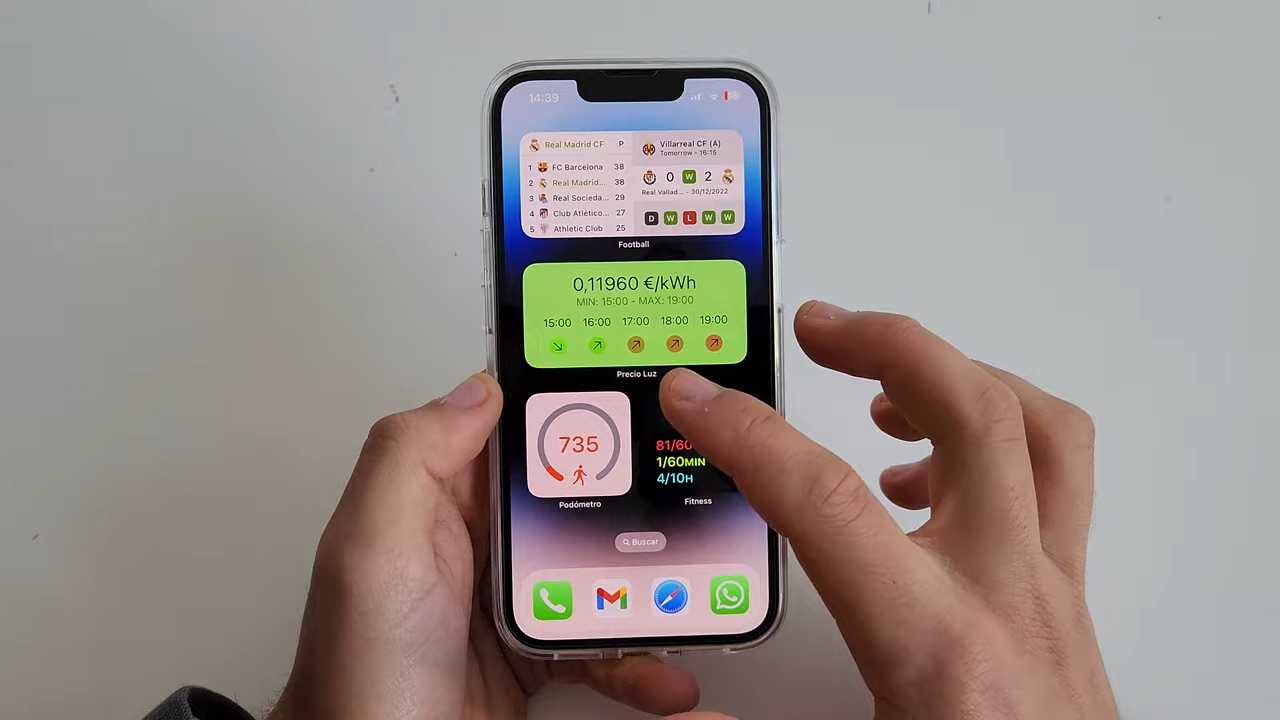 14:39
Real Madrid CF P
1 FC Barcelona 38
2 Real Madrid... 38
3 Real Socieda... 29
4 Club Atlético... 27
5 Athletic Club 25
Villarreal CF (A)
Tomorrow - 16:15
0 W 2
Real Vallad... - 30/12/2022
D W L W W
Football
0,11960 €/kWh
MIN: 15:00 - MAX: 19:00
15:00 16:00 17:00 18:00 19:00
Precio Luz
735
Podómetro
81/60
1/60MIN
4/10H
Fitness
Buscar